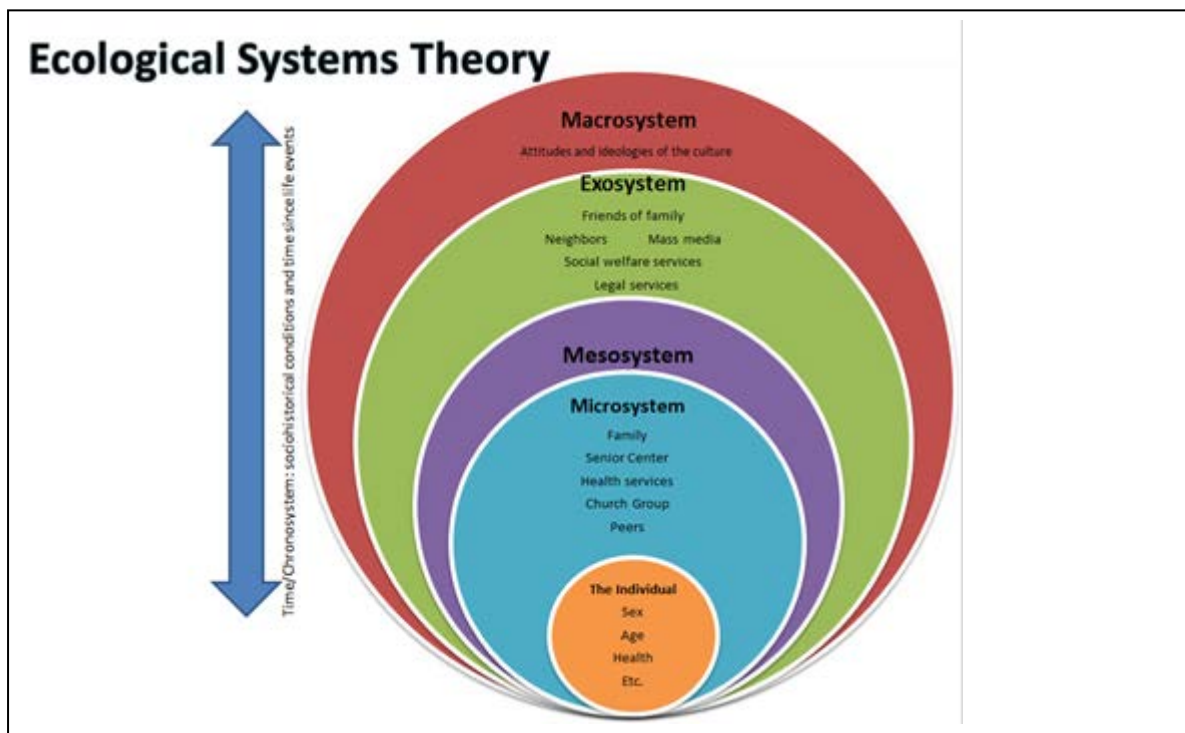 Ecological Systems Theory
Time/Chronosystem: sociohistorical conditions and time since life events
Macrosystem
Attitudes and ideologies of the culture
Exosystem
Friends of family
Neighbors Mass media
Social welfare services
Legal services
Mesosystem
Microsystem
Family
Senior Center
Health services
Church Group
Peers
The Individual
Sex
Age
Health
Etc.